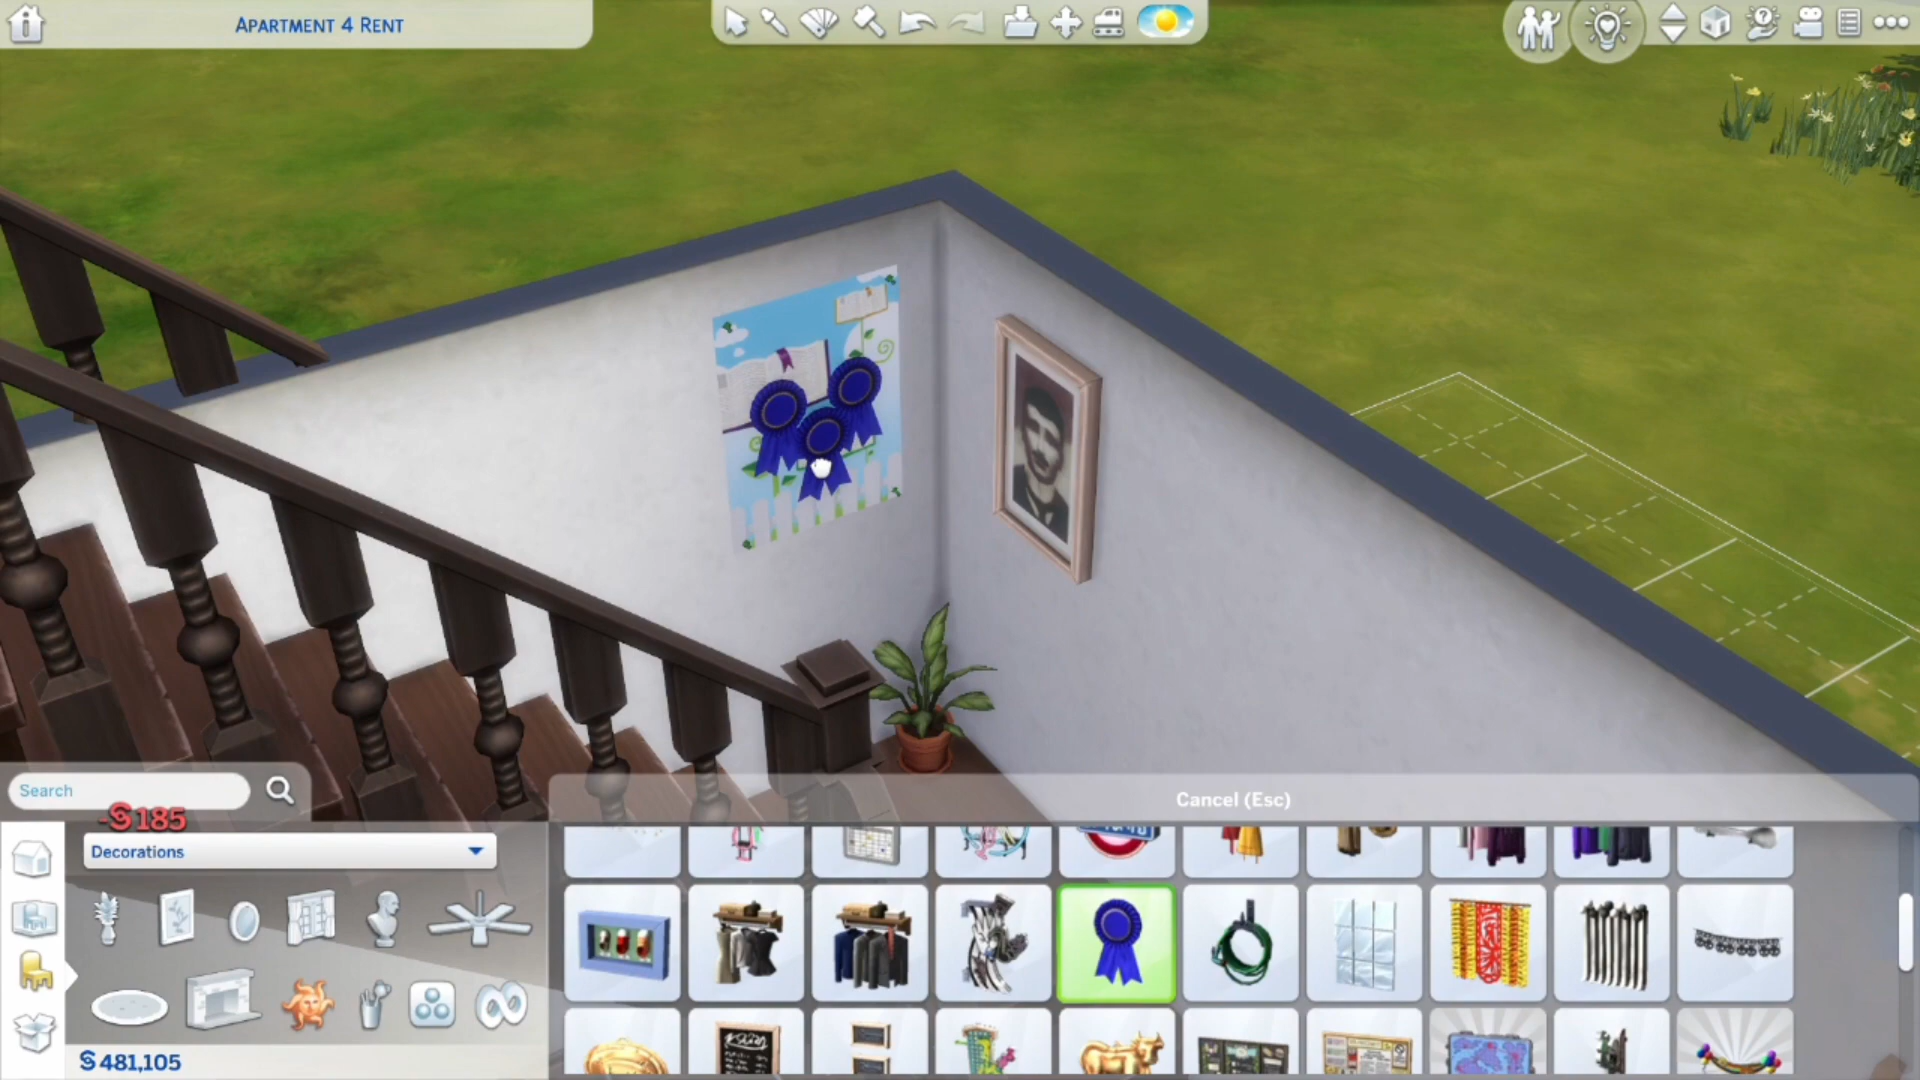 APARTMENT 4 RENT
Search
-§185
Decorations
Cancel (Esc)
§481,105